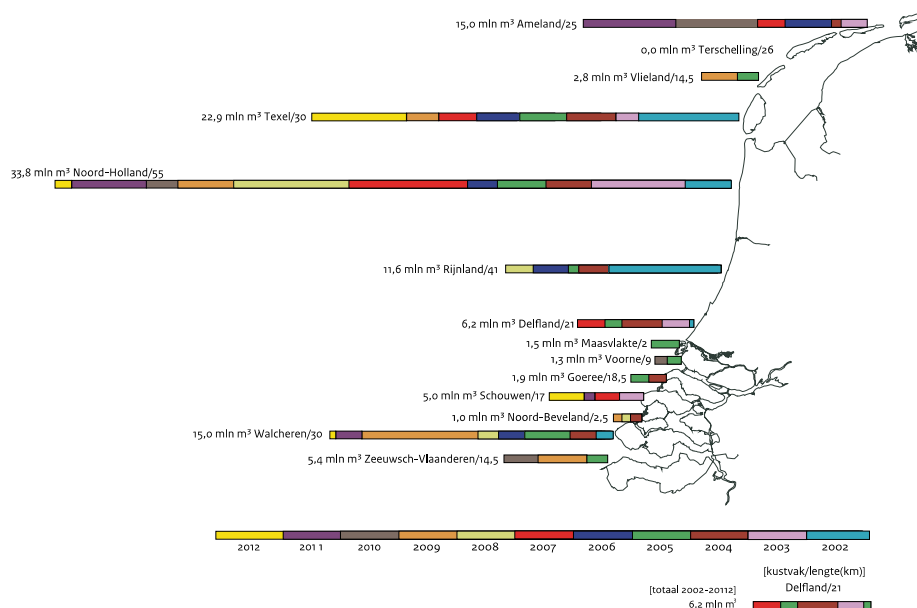 15,0 mln m³ Ameland/25
0,0 mln m³ Terschelling/26
2,8 mln m³ Vlieland/14,5
22,9 mln m³ Texel/30
33,8 mln m³ Noord-Holland/55
11,6 mln m³ Rijnland/41
6,2 mln m³ Delfland/21
1,5 mln m³ Maasvlakte/2
1,3 mln m³ Voorne/9
1,9 mln m³ Goeree/18,5
5,0 mln m³ Schouwen/17
1,0 mln m³ Noord-Beveland/2,5
15,0 mln m³ Walcheren/30
5,4 mln m³ Zeeuwsch-Vlaanderen/14,5
2012 2011 2010 2009 2008 2007 2006 2005 2004 2003 2002
[kustvak/lengte(km)]
Delfland/21
[totaal 2002-20112]
6,2 mln m³